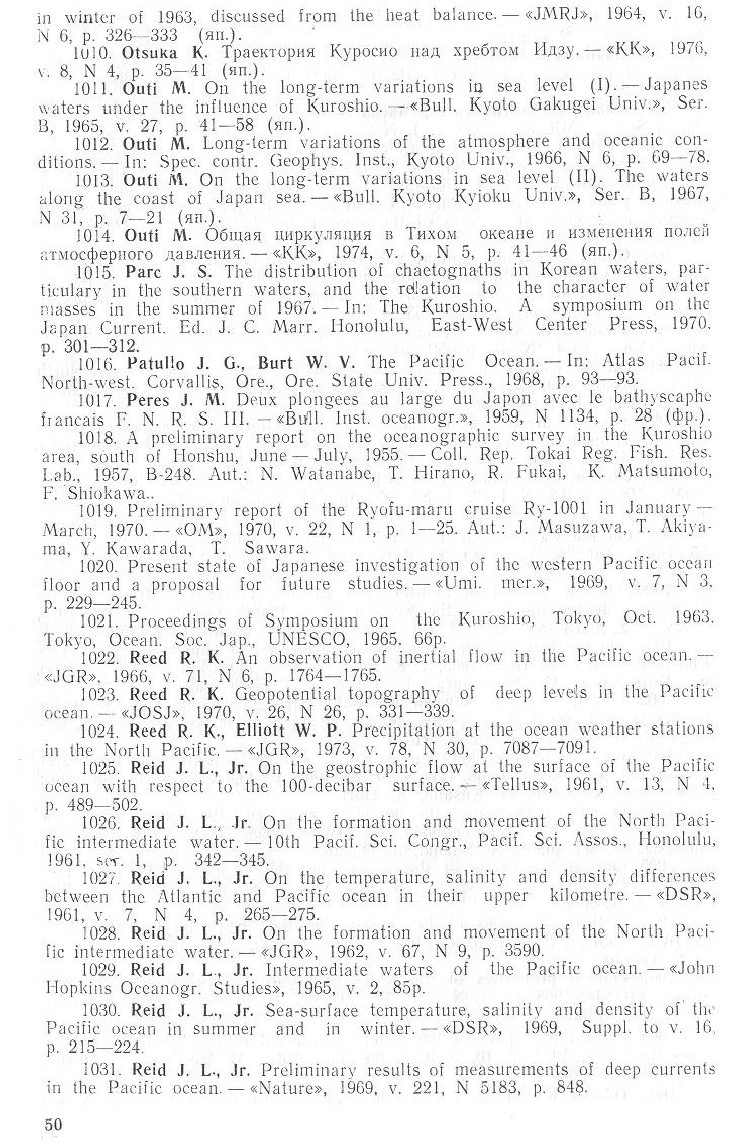 in winter of 1963, discussed from the heat balance. — «JMRJ», 1964, v. 16,
N 6, p. 326—333 (яп.).
1010. Otsuка К. Траектория Куросио над хребтом Идзу. — «КК», 1976,
v. 8, N 4, p. 35—41 (яп.).
1011. Outi M. On the long-term variations in sea level (I). — Japanes
waters under the influence of Kuroshio. — «Bull. Kyoto Gakugei Univ.», Ser.
B, 1965, v. 27, p. 41—58 (яп.).
1012. Outi M. Long-term variations of the atmosphere and oceanic con-
ditions. — In: Spec. contr. Geophys. Inst., Kyoto Univ., 1966, N 6, p. 69—78.
1013. Outi M. On the long-term variations in sea level (II). The waters
along the coast of Japan sea. — «Bull. Kyoto Kyioku Univ.», Ser. B, 1967,
N 31, p. 7—21 (яп.).
1014. Outi M. Общая циркуляция в Тихом океане и изменения полей
атмосферного давления. — «КК», 1974, v. 6, N 5, p. 41—46 (яп.).
1015. Parc J. S. The distribution of chaetognaths in Korean waters, par-
ticulary in the southern waters, and the relation to the character of water
masses in the summer of 1967. — In: The Kuroshio. A symposium on the
Japan Current. Ed. J. C. Marr. Honolulu, East-West Center Press, 1970.
p. 301—312.
1016. Patullo J. G., Burt W. V. The Pacific Ocean. — In: Atlas Pacif.
North-west. Corvallis, Ore., Ore. State Univ. Press., 1968, p. 93—93.
1017. Peres J. M. Deux plongees au large du Japon avec le bathyscaphe
francais F. N. R. S. III. — «Bull. Inst. oceanogr.», 1959, N 1134, p. 28 (фр.).
1018. A preliminary report on the oceanographic survey in the Kuroshio
area, south of Honshu, June — July, 1955. — Coll. Rep. Tokai Reg. Fish. Res.
Lab., 1957, B-248. Aut.: N. Watanabe, T. Hirano, R. Fukai, K. Matsumoto,
F. Shiokawa..
1019. Preliminary report of the Ryofu-maru cruise Ry-1001 in January —
March, 1970. — «OM», 1970, v. 22, N 1, p. 1—25. Aut.: J. Masuzawa, T. Akiya-
ma, Y. Kawarada, T. Sawara.
1020. Present state of Japanese investigation of the western Pacific ocean
floor and a proposal for future studies. — «Umi. mer.», 1969, v. 7, N 3,
p. 229—245.
1021. Proceedings of Symposium on the Kuroshio, Tokyo, Oct. 1963.
Tokyo, Ocean. Soc. Jap., UNESCO, 1965. 66p.
1022. Reed R. K. An observation of inertial flow in the Pacific ocean. —
«JGR», 1966, v. 71, N 6, p. 1764—1765.
1023. Reed R. K. Geopotential topography of deep levels in the Pacific
ocean. — «JOSJ», 1970, v. 26, N 26, p. 331—339.
1024. Reed R. K., Elliott W. P. Precipitation at the ocean weather stations
in the North Pacific. — «JGR», 1973, v. 78, N 30, p. 7087—7091.
1025. Reid J. L., Jr. On the geostrophic flow at the surface of the Pacific
ocean with respect to the 100-decibar surface. — «Tellus», 1961, v. 13, N 4,
p. 489—502.
1026. Reid J. L., Jr. On the formation and movement of the North Paci-
fic intermediate water. — 10th Pacif. Sci. Congr., Pacif. Sci. Assos., Honolulu,
1961, ser. 1, p. 342—345.
1027. Reid J. L., Jr. On the temperature, salinity and density differences
between the Atlantic and Pacific ocean in their upper kilometre. — «DSR»,
1961, v. 7, N 4, p. 265—275.
1028. Reid J. L., Jr. On the formation and movement of the North Paci-
fic intermediate water. — «JGR», 1962, v. 67, N 9, p. 3590.
1029. Reid J. L., Jr. Intermediate waters of the Pacific ocean. — «John
Hopkins Oceanogr. Studies», 1965, v. 2, 85p.
1030. Reid J. L., Jr. Sea-surface temperature, salinity and density of the
Pacific ocean in summer and in winter. — «DSR», 1969, Suppl. to v. 16,
p. 215—224.
1031. Reid J. L., Jr. Preliminary results of measurements of deep currents
in the Pacific ocean. — «Nature», 1969, v. 221, N 5183, p. 848.
50